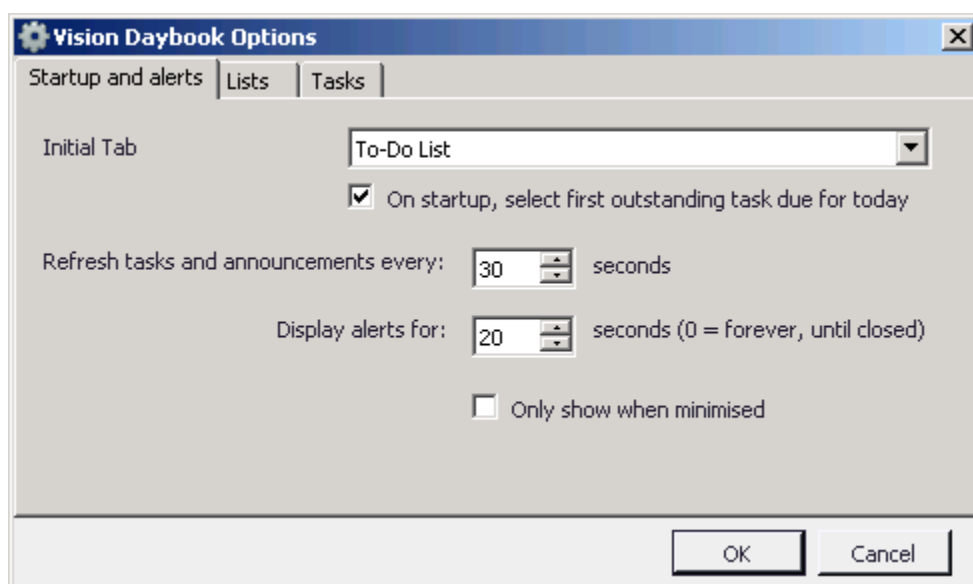 Vision Daybook Options
Startup and alerts Lists Tasks
Initial Tab To-Do List
On startup, select first outstanding task due for today
Refresh tasks and announcements every: 30 seconds
Display alerts for: 20 seconds (0 = forever, until closed)
Only show when minimised
OK Cancel